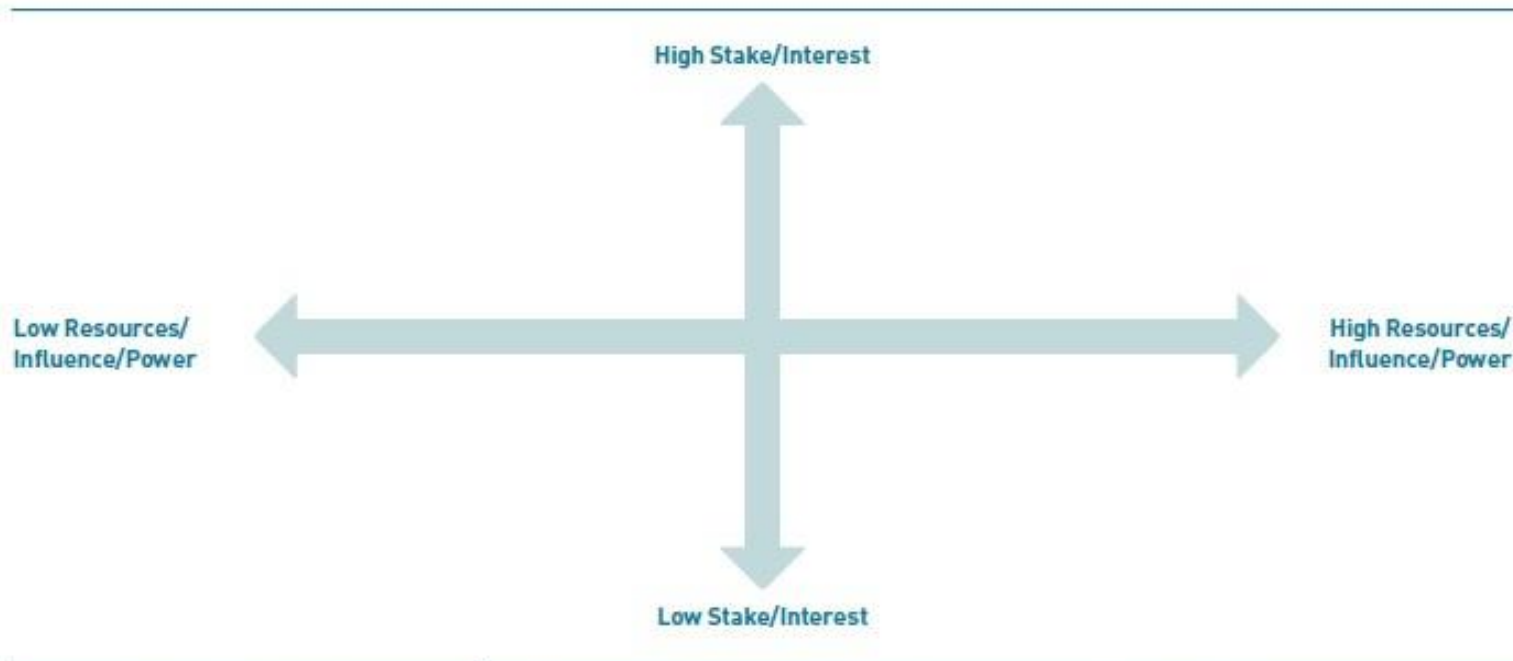 High Stake/Interest
Low Resources/
Influence/Power
High Resources/
Influence/Power
Low Stake/Interest